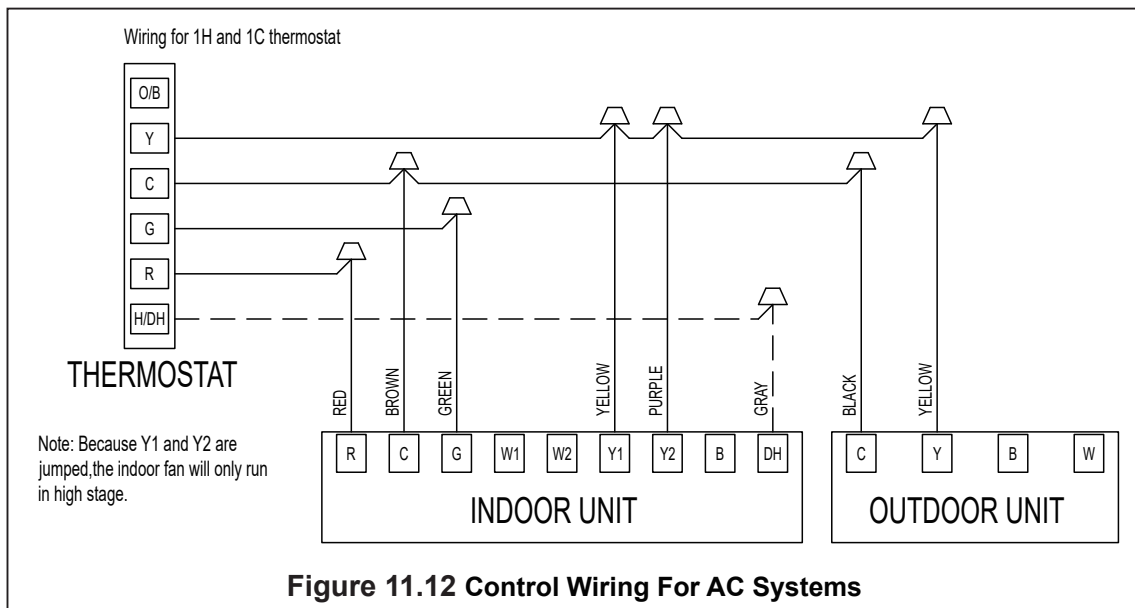 Wiring for 1H and 1C thermostat
O/B
Y
C
G
R
H/DH
THERMOSTAT
Note: Because Y1 and Y2 are
jumped,the indoor fan will only run
in high stage.
RED
BROWN
GREEN
YELLOW
PURPLE
GRAY
BLACK
YELLOW
R C G W1 W2 Y1 Y2 B DH
INDOOR UNIT
C Y B W
OUTDOOR UNIT
Figure 11.12 Control Wiring For AC Systems